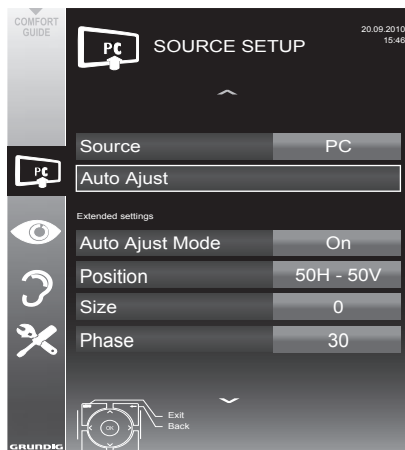 COMFORT
GUIDE
PC
SOURCE SETUP
20.09.2010
15:46
Source
PC
Auto Ajust
PC
Extended settings
Auto Ajust Mode
On
Position
50H - 50V
Size
0
Phase
30
Exit
Back
OK
GRUNDIG